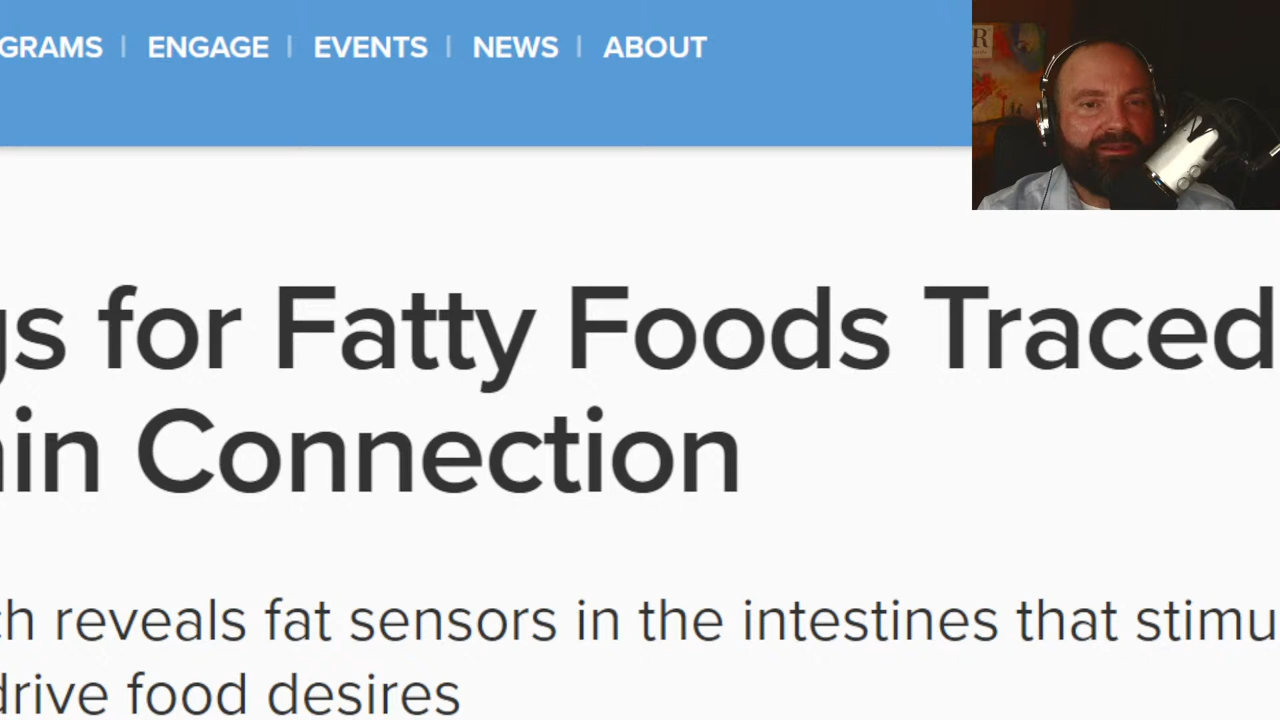 GRAMS | ENGAGE | EVENTS | NEWS | ABOUT
R
gs for Fatty Foods Traced
ain Connection
ch reveals fat sensors in the intestines that stimu
drive food desires